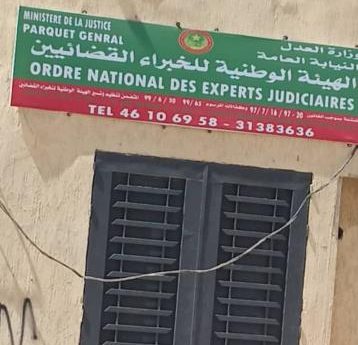 MINISTERE DE LA JUSTICE
وزارة العدل
PARQUET GENRAL
النيابة العامة
الهيئة الوطنية للخبراء القضائيين
ORDRE NATIONAL DES EXPERTS JUDICIAIRES
TEL 46 10 69 58 - 31383636